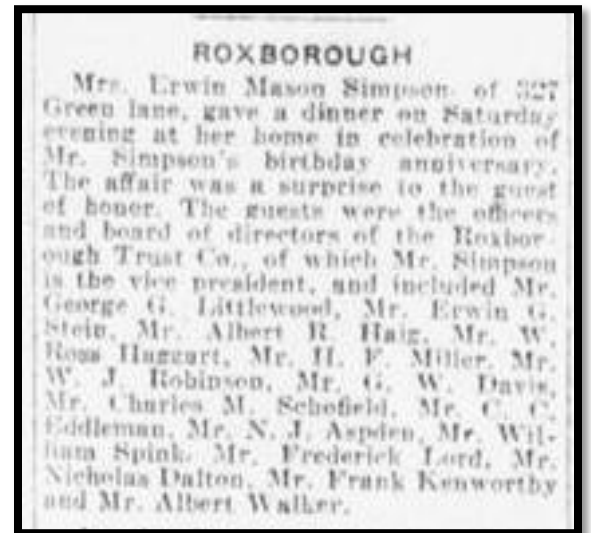 ROXBOROUGH
Mrs. Erwin Mason Simpson of 327
Green lane, gave a dinner on Saturday
evening at her home in celebration of
Mr. Simpson's birthday anniversary.
The affair was a surprise to the guest
of honor. The guests were the officers
and board of directors of the Roxbor-
ough Trust Co., of which Mr. Simpson
is the vice president, and included Mr.
George G. Littlewood, Mr. Erwin G.
Stein, Mr. Albert R. Haig, Mr. W.
Ross Haggart, Mr. H. F. Miller, Mr.
W. J. Robinson, Mr. G. W. Davis,
Mr. Charles M. Schofield, Mr. C. C.
Eddleman, Mr. N. J. Aspden, Mr. Wil-
liam Spink, Mr. Frederick Lord, Mr.
Nicholas Dalton, Mr. Frank Kenworthy
and Mr. Albert Walker.